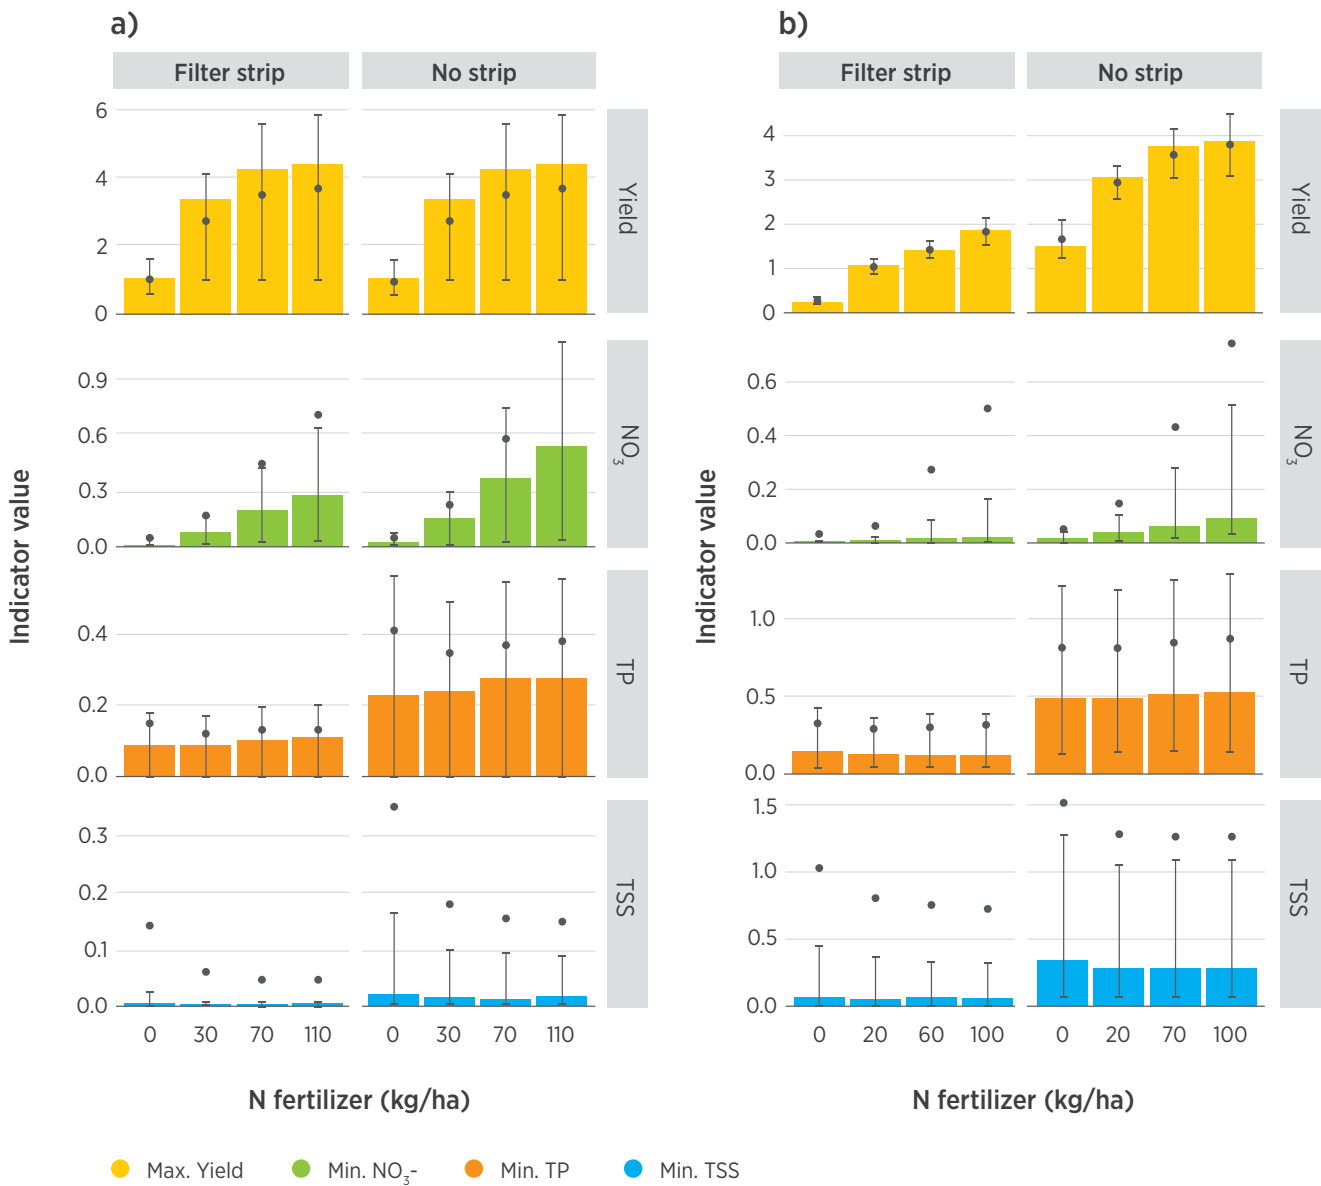 a)
Filter strip
No strip
6
4
2
0
Yield
0.9
0.6
0.3
0.0
NO₃
0.4
0.2
0.0
TP
0.3
0.2
0.1
0.0
TSS
0 30 70 110
0 30 70 110
Indicator value
N fertilizer (kg/ha)
b)
Filter strip
No strip
4
3
2
1
0
Yield
0.6
0.4
0.2
0.0
NO₃
1.0
0.5
0.0
TP
1.5
1.0
0.5
0.0
TSS
0 20 60 100
0 20 70 100
Indicator value
N fertilizer (kg/ha)
Max. Yield
Min. NO₃-
Min. TP
Min. TSS